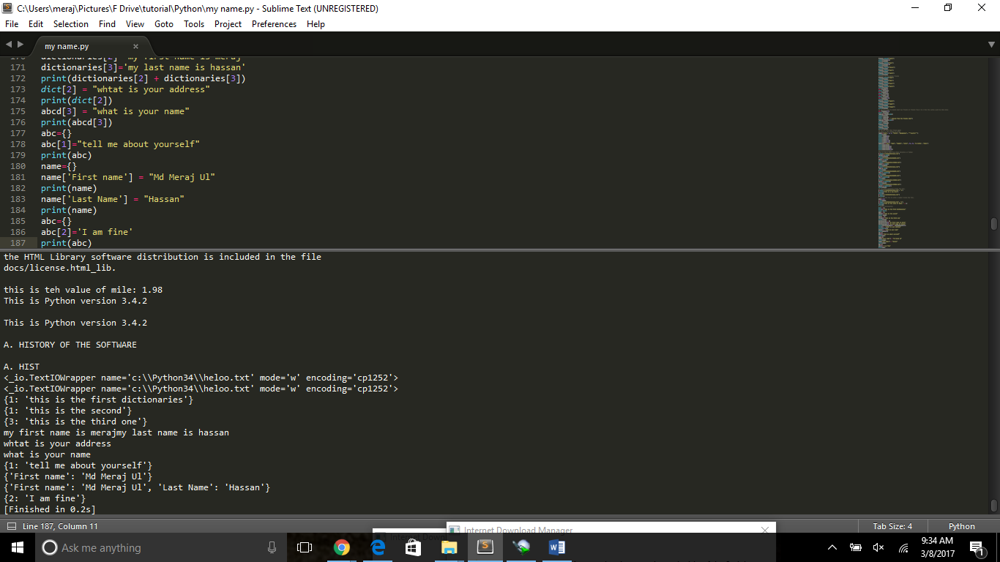 C:\Users\meraj\Pictures\F Drive\tutorial\Python\my name.py - Sublime Text (UNREGISTERED)
File Edit Selection Find View Goto Tools Project Preferences Help
my name.py
170 dictionaries[2]='my first name is meraj'
171 dictionaries[3]='my last name is hassan'
172 print(dictionaries[2] + dictionaries[3])
173 dict[2] = "whtat is your address"
174 print(dict[2])
175 abcd[3] = "what is your name"
176 print(abcd[3])
177 abc={}
178 abc[1]="tell me about yourself"
179 print(abc)
180 name={}
181 name['First name'] = "Md Meraj Ul"
182 print(name)
183 name['Last Name'] = "Hassan"
184 print(name)
185 abc={}
186 abc[2]='I am fine'
187 print(abc)
the HTML Library software distribution is included in the file
docs/license.html_lib.
this is teh value of mile: 1.98
This is Python version 3.4.2
This is Python version 3.4.2
A. HISTORY OF THE SOFTWARE
A. HIST
<_io.TextIOWrapper name='c:\\Python34\\heloo.txt' mode='w' encoding='cp1252'>
<_io.TextIOWrapper name='c:\\Python34\\heloo.txt' mode='w' encoding='cp1252'>
{1: 'this is the first dictionaries'}
{1: 'this is the second'}
{3: 'this is the third one'}
my first name is merajmy last name is hassan
whtat is your address
what is your name
{1: 'tell me about yourself'}
{'First name': 'Md Meraj Ul'}
{'First name': 'Md Meraj Ul', 'Last Name': 'Hassan'}
{2: 'I am fine'}
[Finished in 0.2s]
Line 187, Column 11
Tab Size: 4 Python
Internet Download Manager
Internet Downl
Ask me anything
9:34 AM
3/8/2017
1